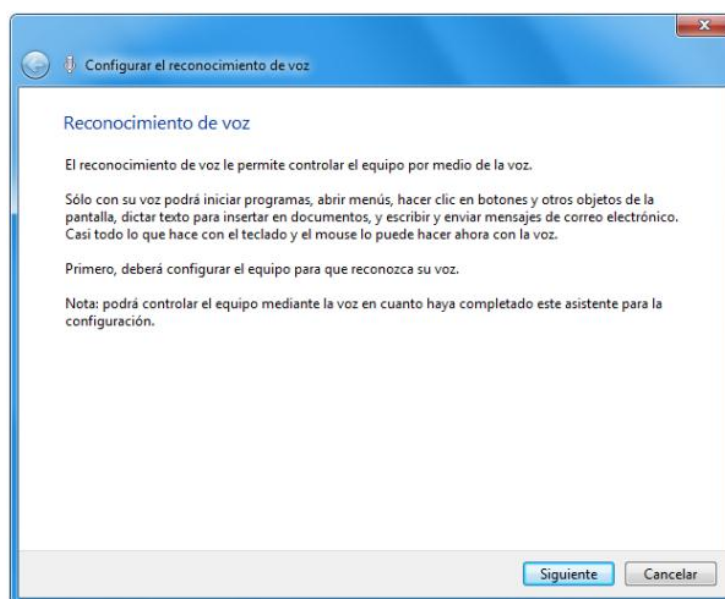 Configurar el reconocimiento de voz
Reconocimiento de voz
El reconocimiento de voz le permite controlar el equipo por medio de la voz.
Sólo con su voz podrá iniciar programas, abrir menús, hacer clic en botones y otros objetos de la
pantalla, dictar texto para insertar en documentos, y escribir y enviar mensajes de correo electrónico.
Casi todo lo que hace con el teclado y el mouse lo puede hacer ahora con la voz.
Primero, deberá configurar el equipo para que reconozca su voz.
Nota: podrá controlar el equipo mediante la voz en cuanto haya completado este asistente para la
configuración.
Siguiente Cancelar